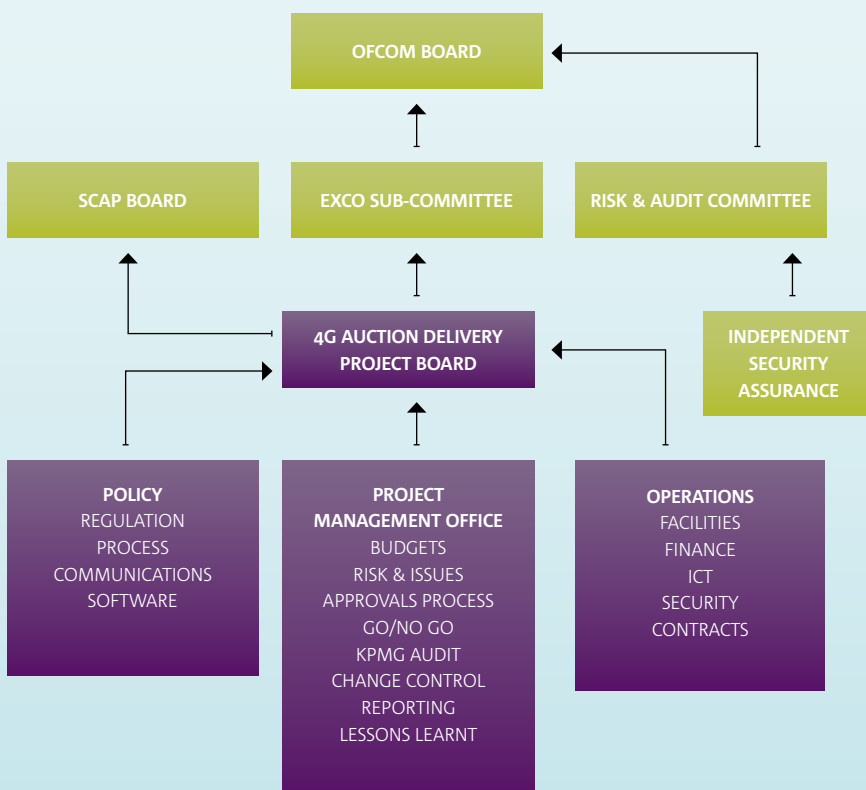 OFCOM BOARD
SCAP BOARD
EXCO SUB-COMMITTEE
RISK & AUDIT COMMITTEE
4G AUCTION DELIVERY
PROJECT BOARD
INDEPENDENT
SECURITY
ASSURANCE
POLICY
REGULATION
PROCESS
COMMUNICATIONS
SOFTWARE
PROJECT
MANAGEMENT OFFICE
BUDGETS
RISK & ISSUES
APPROVALS PROCESS
GO/NO GO
KPMG AUDIT
CHANGE CONTROL
REPORTING
LESSONS LEARNT
OPERATIONS
FACILITIES
FINANCE
ICT
SECURITY
CONTRACTS